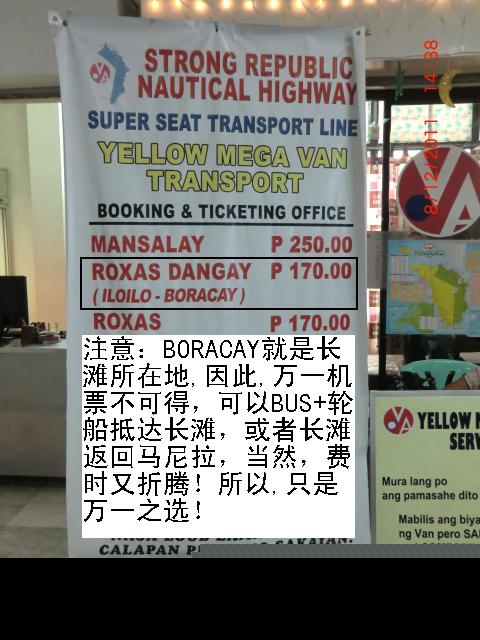 STRONG REPUBLIC
NAUTICAL HIGHWAY
SUPER SEAT TRANSPORT LINE
YELLOW MEGA VAN
TRANSPORT
BOOKING & TICKETING OFFICE
MANSALAY P 250.00
ROXAS DANGAY P 170.00
( ILOILO - BORACAY )
ROXAS P 170.00
注意：BORACAY就是长
滩所在地,因此,万一机
票不可得，可以BUS+轮
船抵达长滩，或者长滩
返回马尼拉，当然，费
时又折腾！所以,只是
万一之选！
CALAPAN
8/12/2011 14:38
MINDORO
YELLOW
SERV
Mura lang po
ang pamasahe dito
Mabilis ang biya
ng Van pero SA